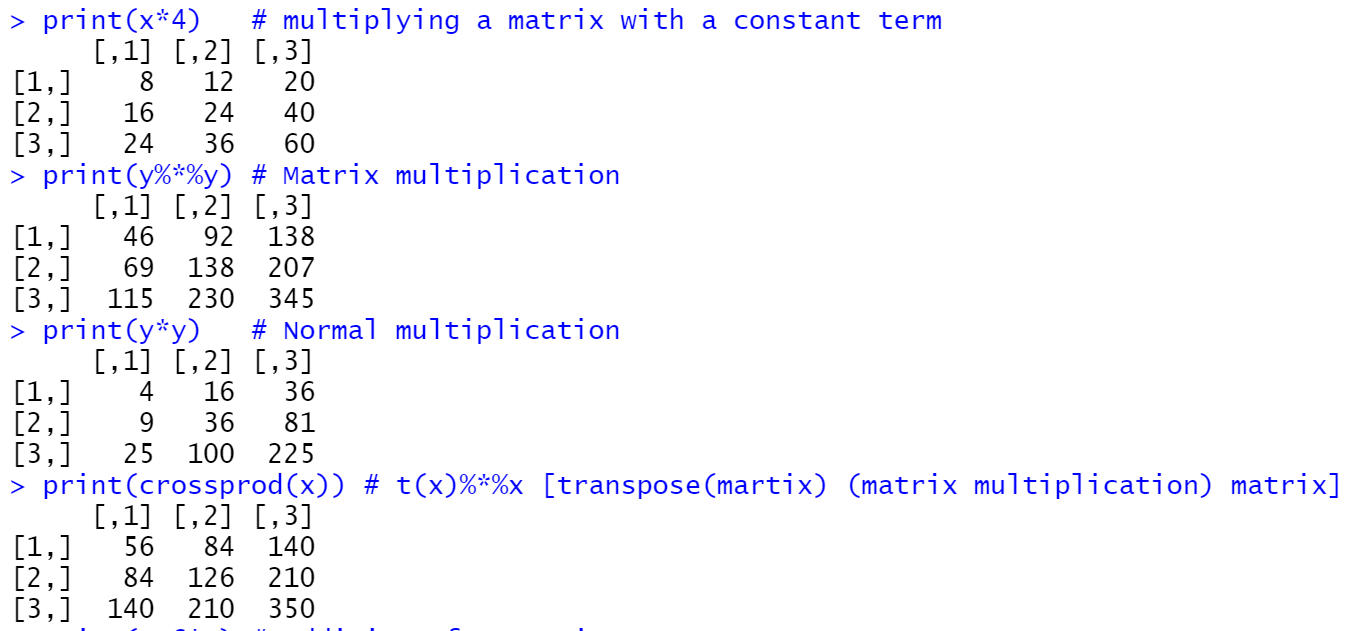 > print(x*4)   # multiplying a matrix with a constant term
     [,1] [,2] [,3]
[1,]    8   12   20
[2,]   16   24   40
[3,]   24   36   60
> print(y%*%y) # Matrix multiplication
     [,1] [,2] [,3]
[1,]   46   92  138
[2,]   69  138  207
[3,]  115  230  345
> print(y*y)   # Normal multiplication
     [,1] [,2] [,3]
[1,]    4   16   36
[2,]    9   36   81
[3,]   25  100  225
> print(crossprod(x)) # t(x)%*%x [transpose(martix) (matrix multiplication) matrix]
     [,1] [,2] [,3]
[1,]   56   84  140
[2,]   84  126  210
[3,]  140  210  350